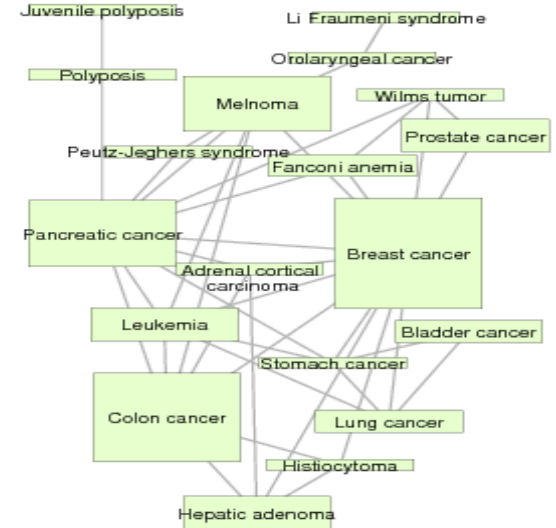 Juvenile polyposis
Li Fraumeni syndrome
Orolaryngeal cancer
Polyposis
Melnoma
Wilms tumor
Prostate cancer
Peutz-Jeghers syndrome
Fanconi anemia
Pancreatic cancer
Breast cancer
Adrenal cortical
carcinoma
Leukemia
Bladder cancer
Stomach cancer
Colon cancer
Lung cancer
Histiocytoma
Hepatic adenoma